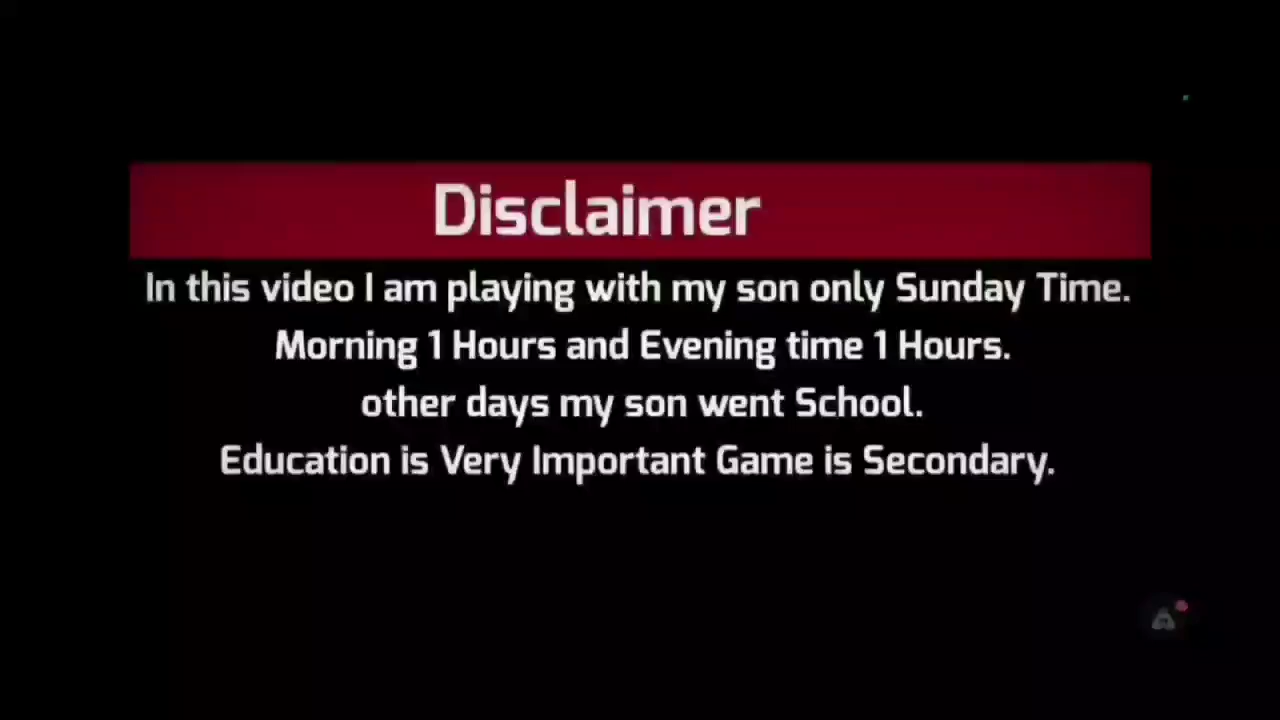 Disclaimer
In this video I am playing with my son only Sunday Time.
Morning 1 Hours and Evening time 1 Hours.
other days my son went School.
Education is Very Important Game is Secondary.